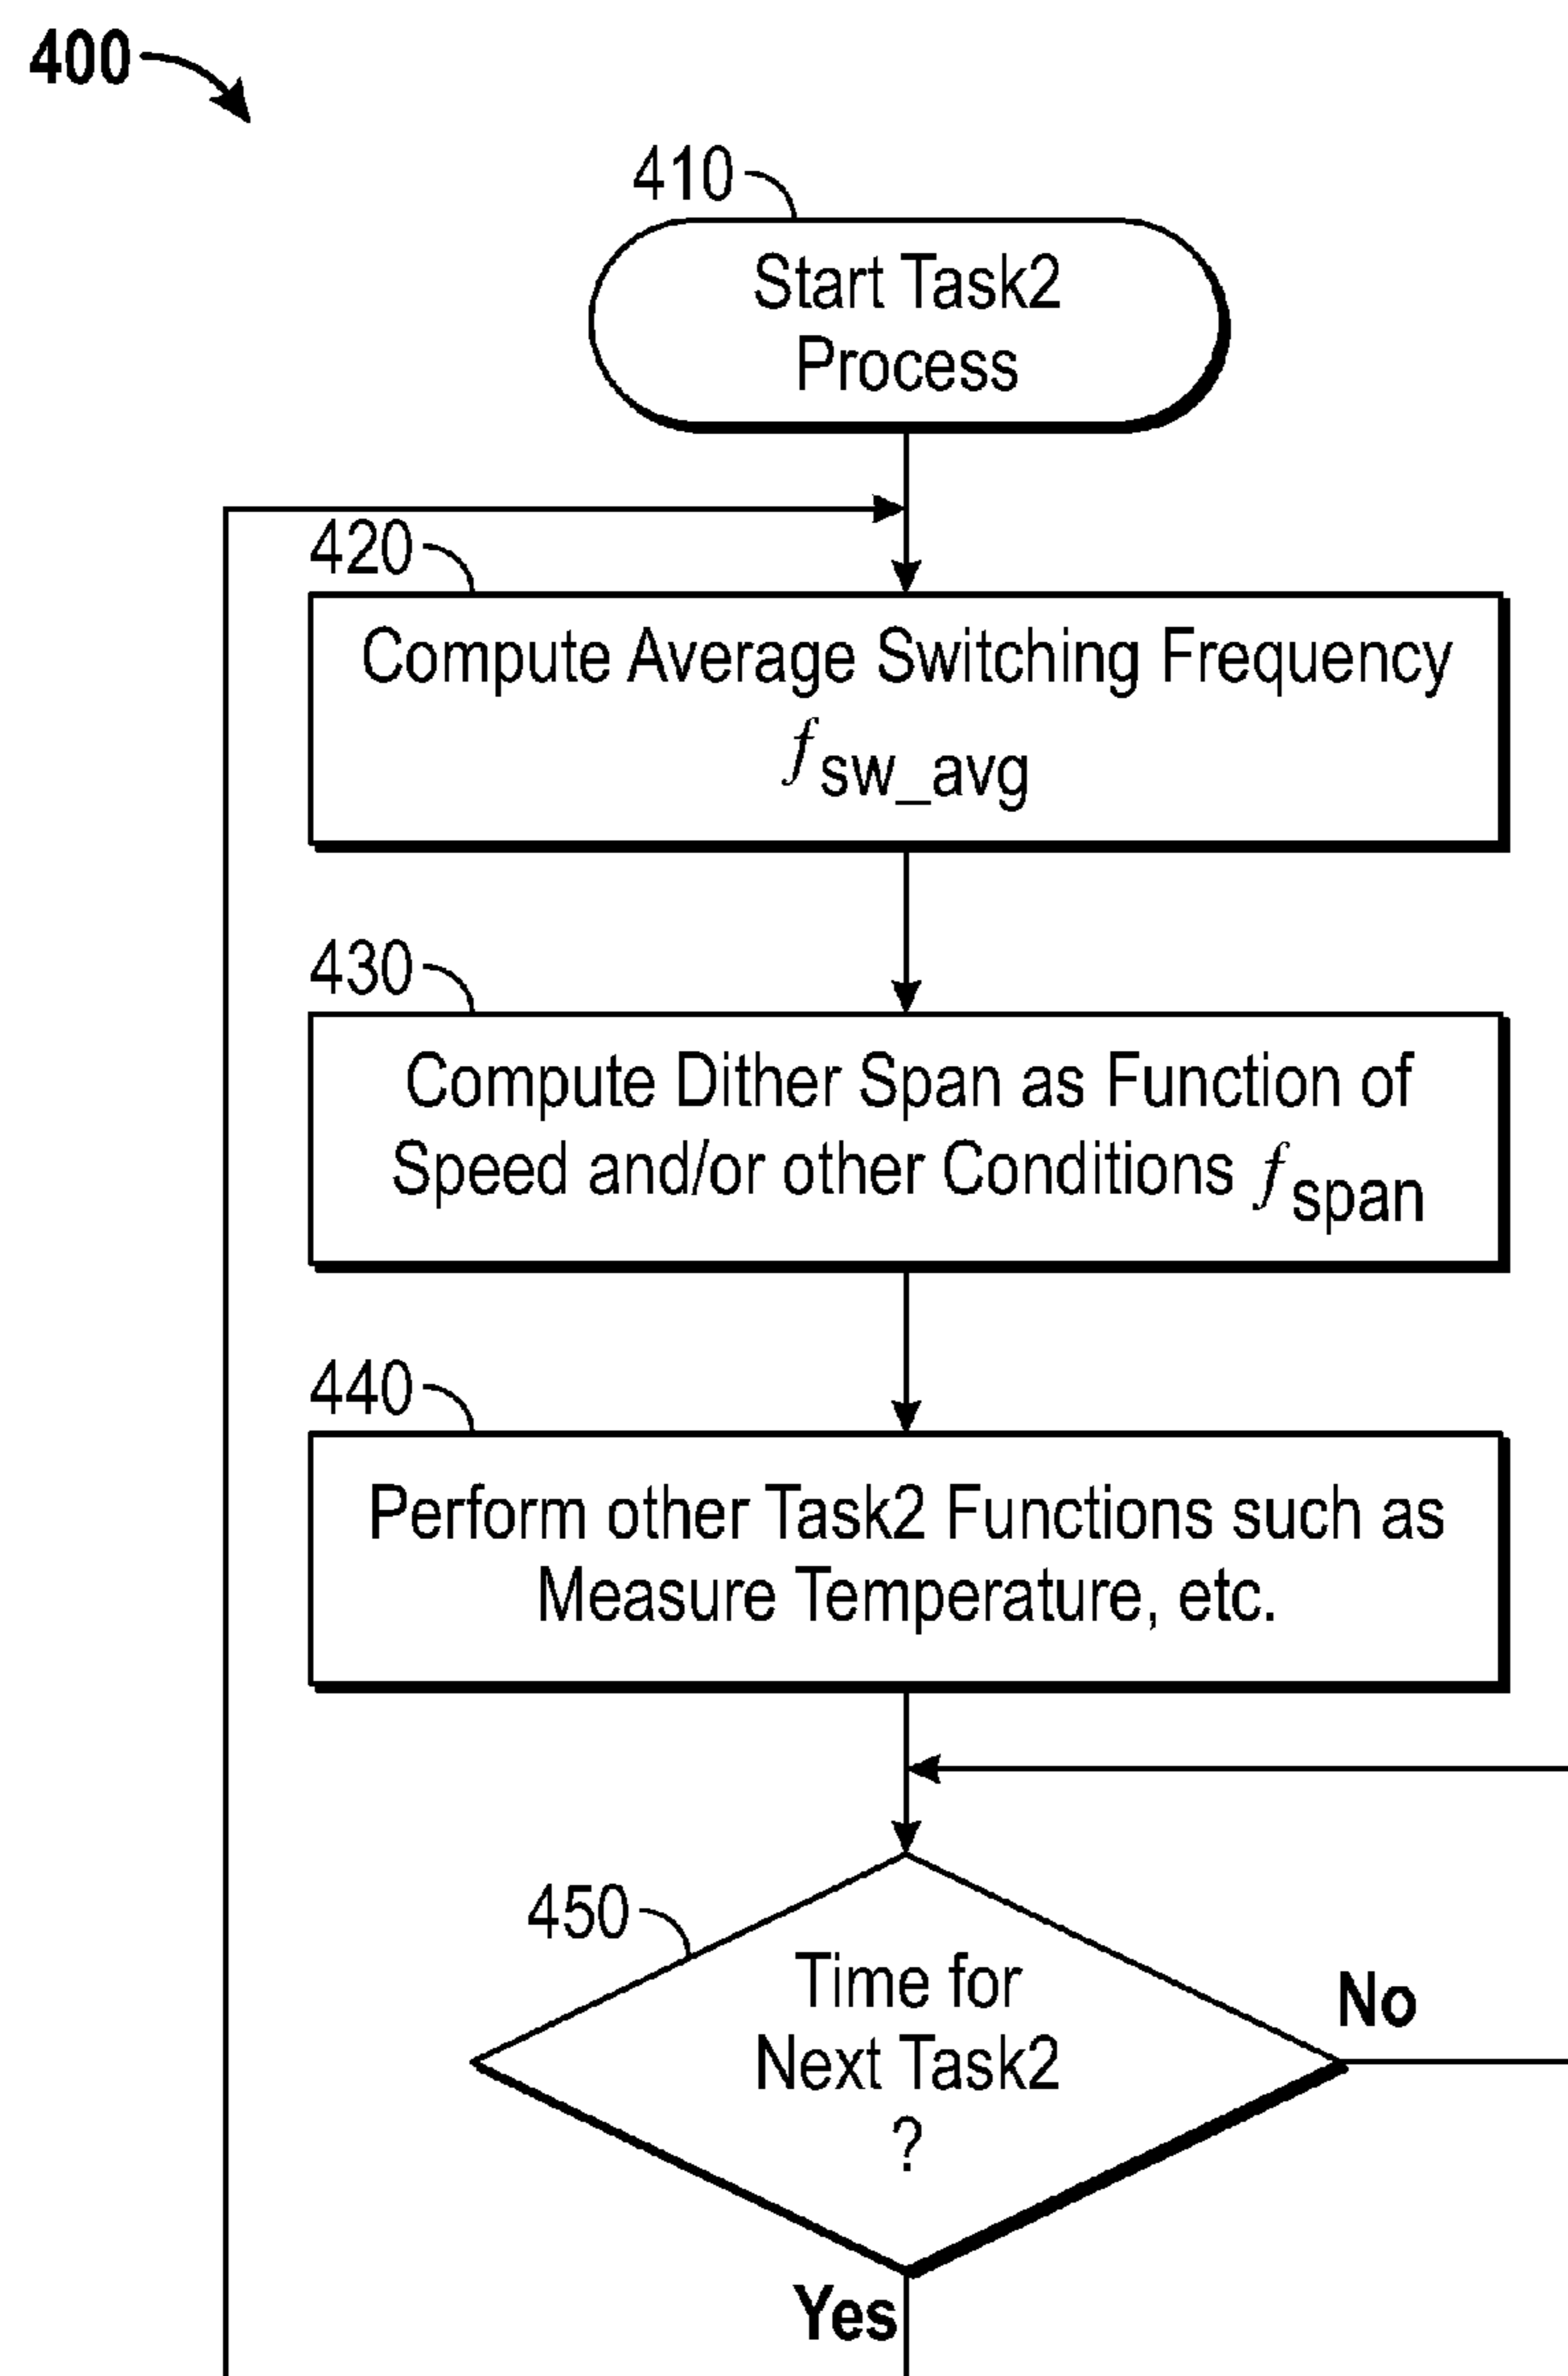 400
410
Start Task2
Process
420
Compute Average Switching Frequency
f sw_avg
430
Compute Dither Span as Function of
Speed and/or other Conditions f span
440
Perform other Task2 Functions such as
Measure Temperature, etc.
450
Time for
Next Task2
?
No
Yes